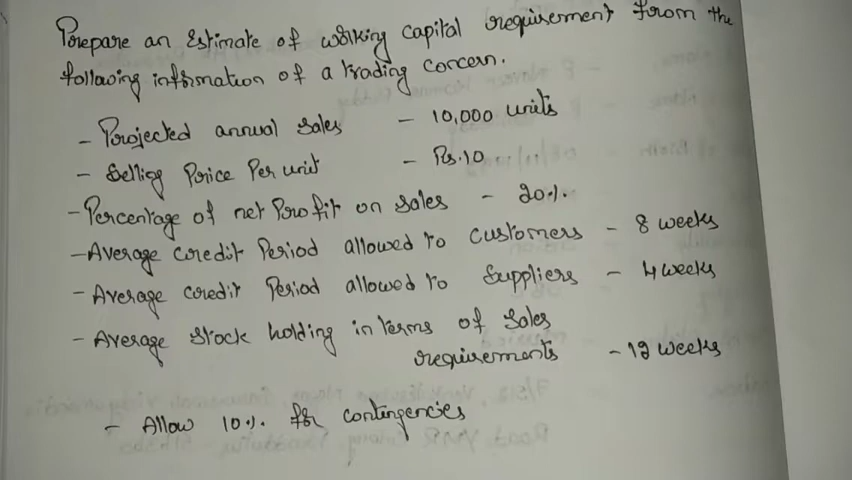 Prepare an Estimate of working capital requirement from the
following information of a trading concern.
- Projected annual sales - 10,000 units
- Selling Price Per unit - Rs.10
- Percentage of net Profit on sales - 20%.
- Average credit Period allowed to customers - 8 weeks
- Average credit Period allowed to suppliers - 4 weeks
- Average stock holding in terms of sales
requirements - 12 weeks
- Allow 10%. for contingencies